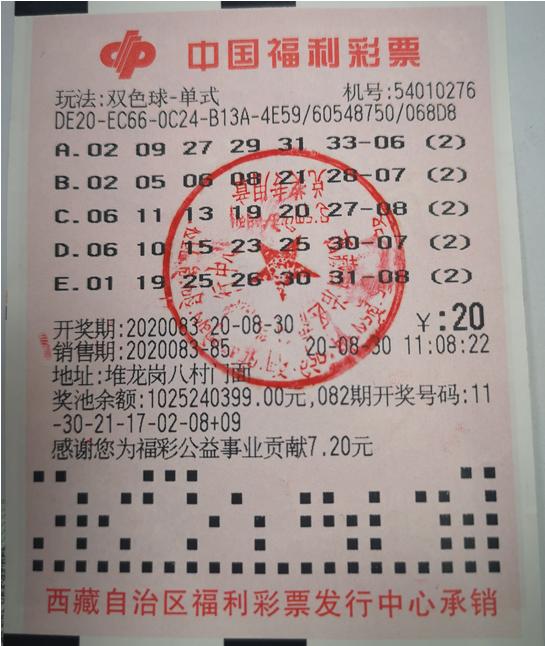 中国福利彩票
玩法:双色球-单式 机号:54010276
DE20-EC66-0C24-B13A-4E59/60548750/068D8
A.02 09 27 29 31 33-06 (2)
B.02 05 06 08 21 28-07 (2)
C.06 11 13 19 20 27-08 (2)
D.06 10 15 23 25 30-07 (2)
E.01 19 25 26 30 31-08 (2)
开奖期:2020083 20-08-30 ￥:20
销售期:2020083-85 20-08-30 11:08:22
地址:堆龙岗八村门面
奖池余额:1025240399.00元,082期开奖号码:11
-30-21-17-02-08+09
感谢您为福彩公益事业贡献7.20元
西藏自治区福利彩票发行中心承销